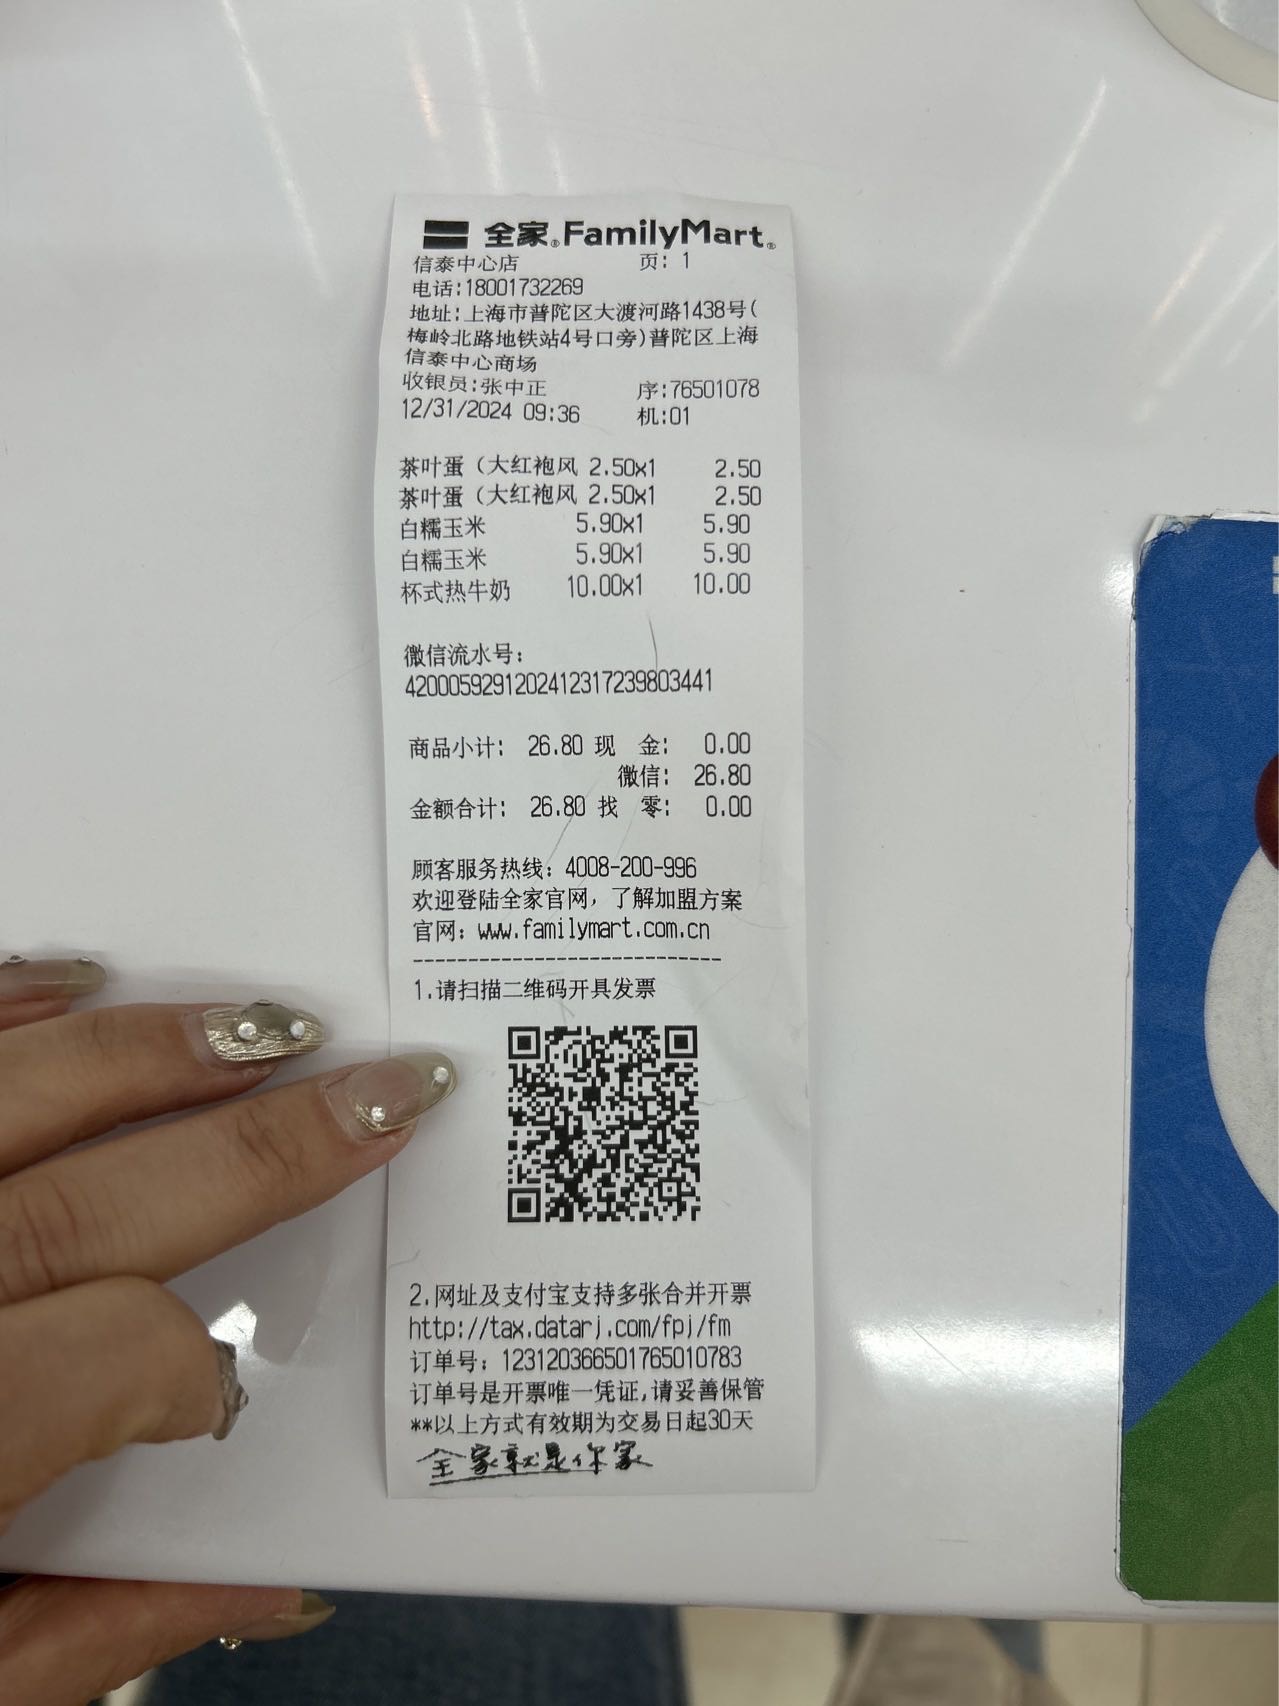 全家®FamilyMart®
信泰中心店 页: 1
电话:18001732269
地址:上海市普陀区大渡河路1438号(
梅岭北路地铁站4号口旁)普陀区上海
信泰中心商场
收银员:张中正 序:76501078
12/31/2024 09:36 机:01
茶叶蛋（大红袍风 2.50x1 2.50
茶叶蛋（大红袍风 2.50x1 2.50
白糯玉米 5.90x1 5.90
白糯玉米 5.90x1 5.90
杯式热牛奶 10.00x1 10.00
微信流水号:
4200059291202412317239803441
商品小计: 26.80 现 金: 0.00
微信: 26.80
金额合计: 26.80 找 零: 0.00
顾客服务热线: 4008-200-996
欢迎登陆全家官网，了解加盟方案
官网: www.familymart.com.cn
----------------------------
1.请扫描二维码开具发票
2.网址及支付宝支持多张合并开票
http://tax.datarj.com/fpj/fm
订单号: 123120366501765010783
订单号是开票唯一凭证,请妥善保管
**以上方式有效期为交易日起30天
全家就是你家